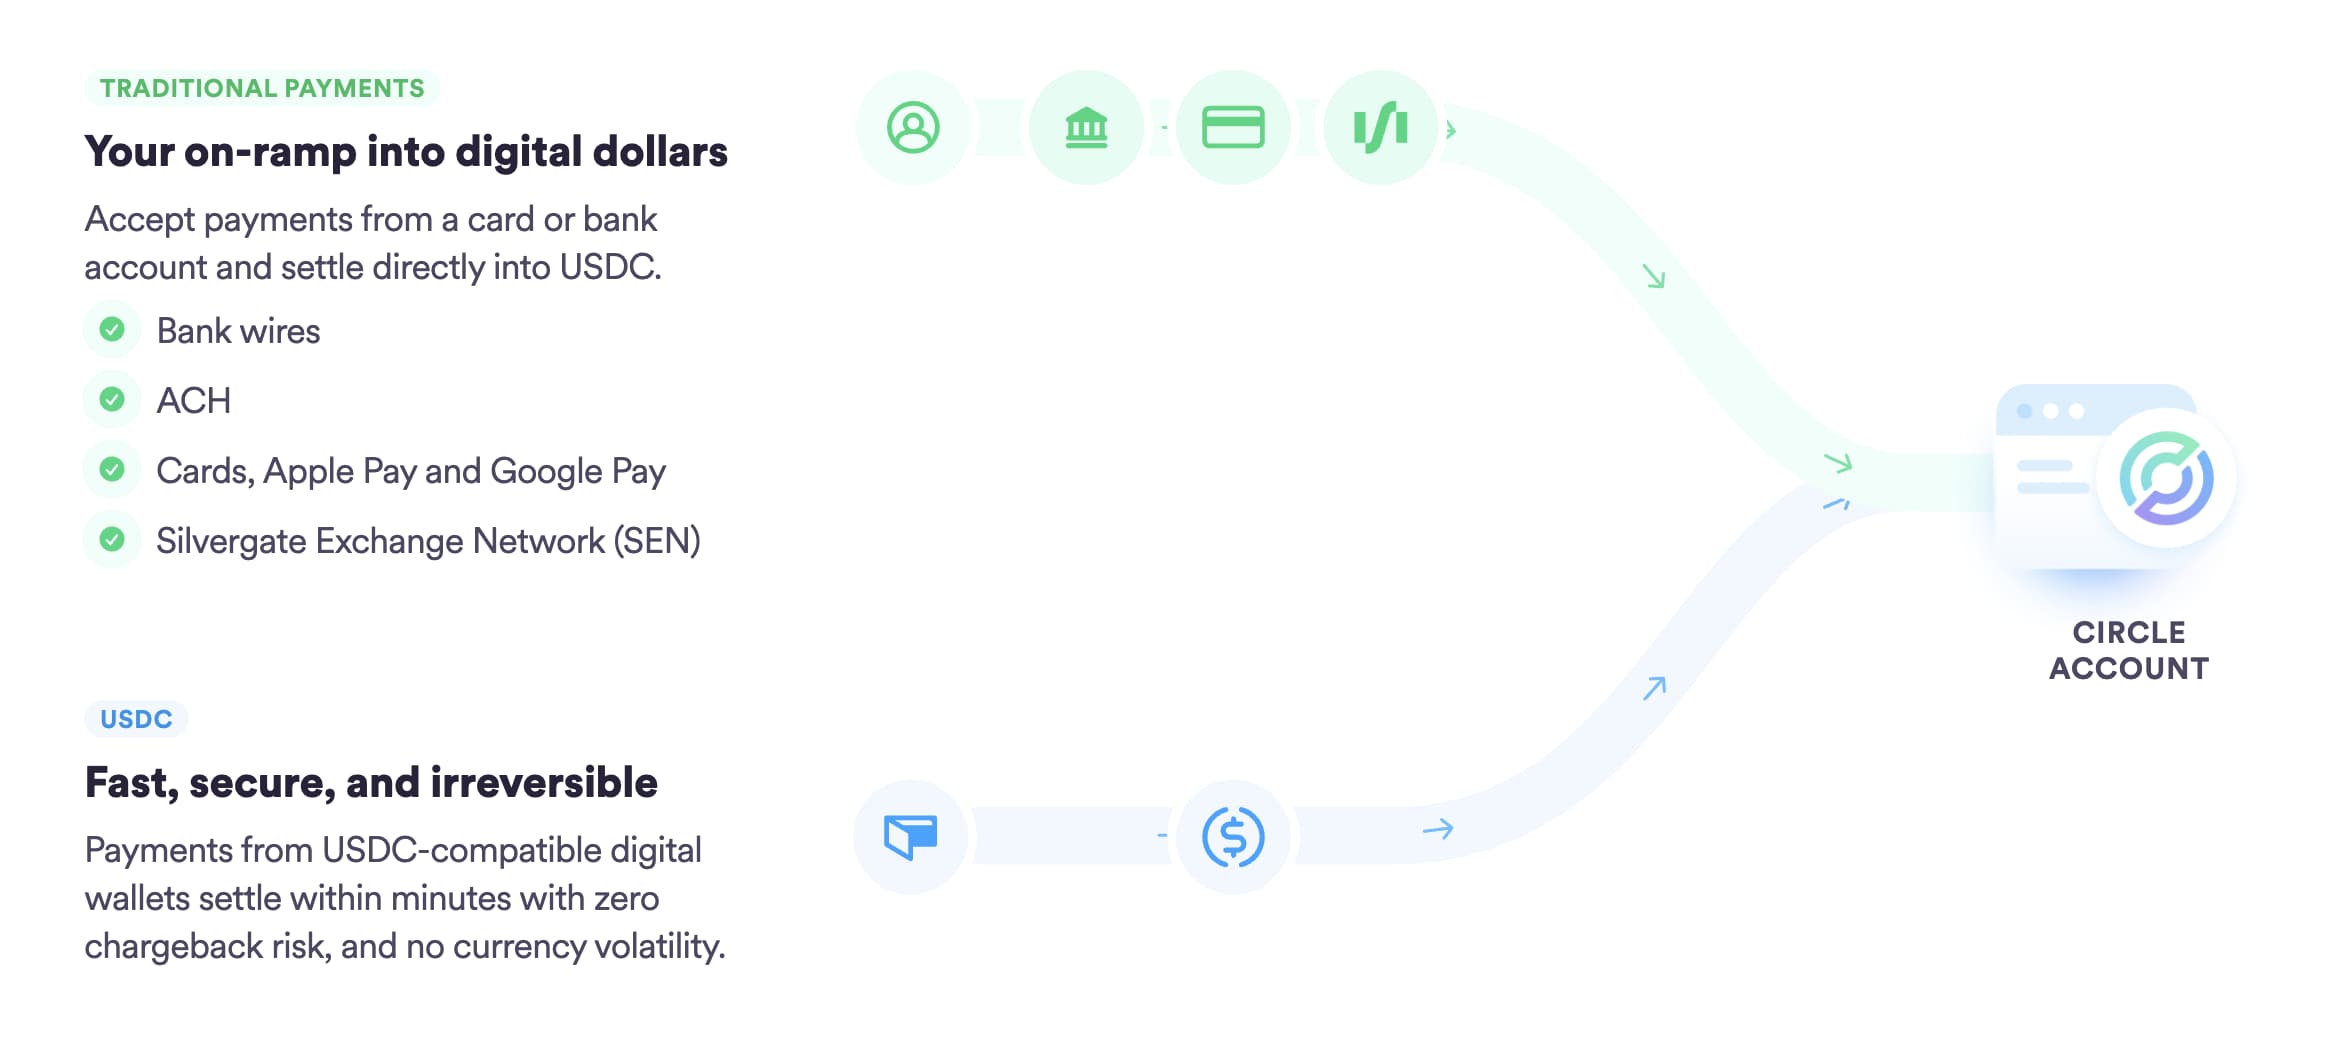 TRADITIONAL PAYMENTS
Your on-ramp into digital dollars
Accept payments from a card or bank
account and settle directly into USDC.
Bank wires
ACH
Cards, Apple Pay and Google Pay
Silvergate Exchange Network (SEN)
USDC
Fast, secure, and irreversible
Payments from USDC-compatible digital
wallets settle within minutes with zero
chargeback risk, and no currency volatility.
CIRCLE
ACCOUNT